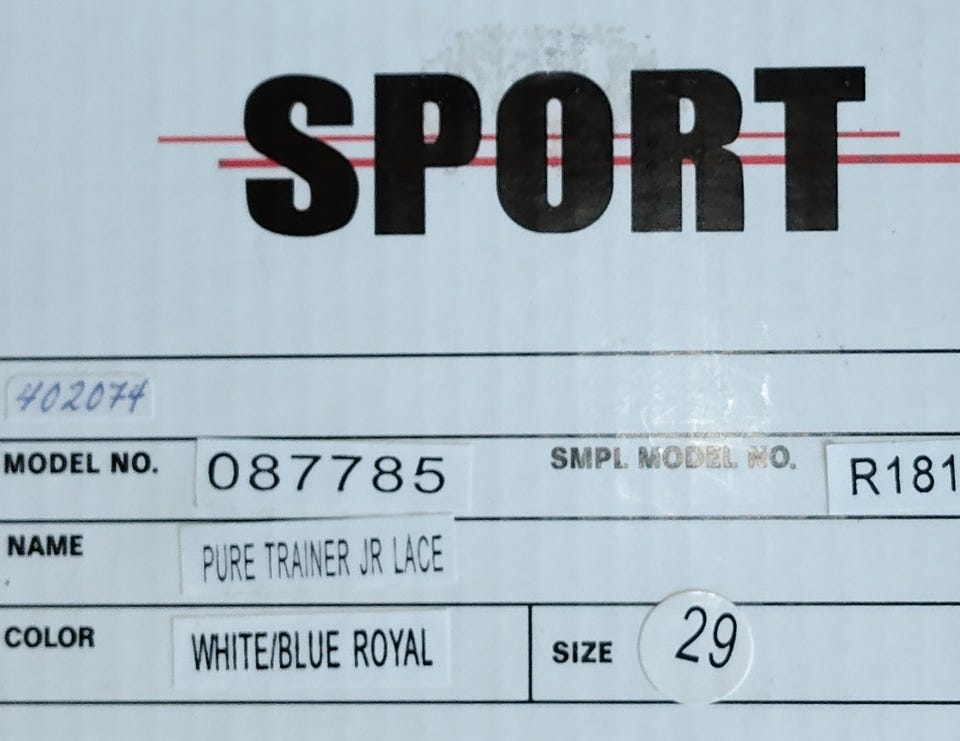 SPORT
402074
MODEL NO. 087785 SMPL MODEL NO. R181
NAME PURE TRAINER JR LACE
COLOR WHITE/BLUE ROYAL SIZE 29